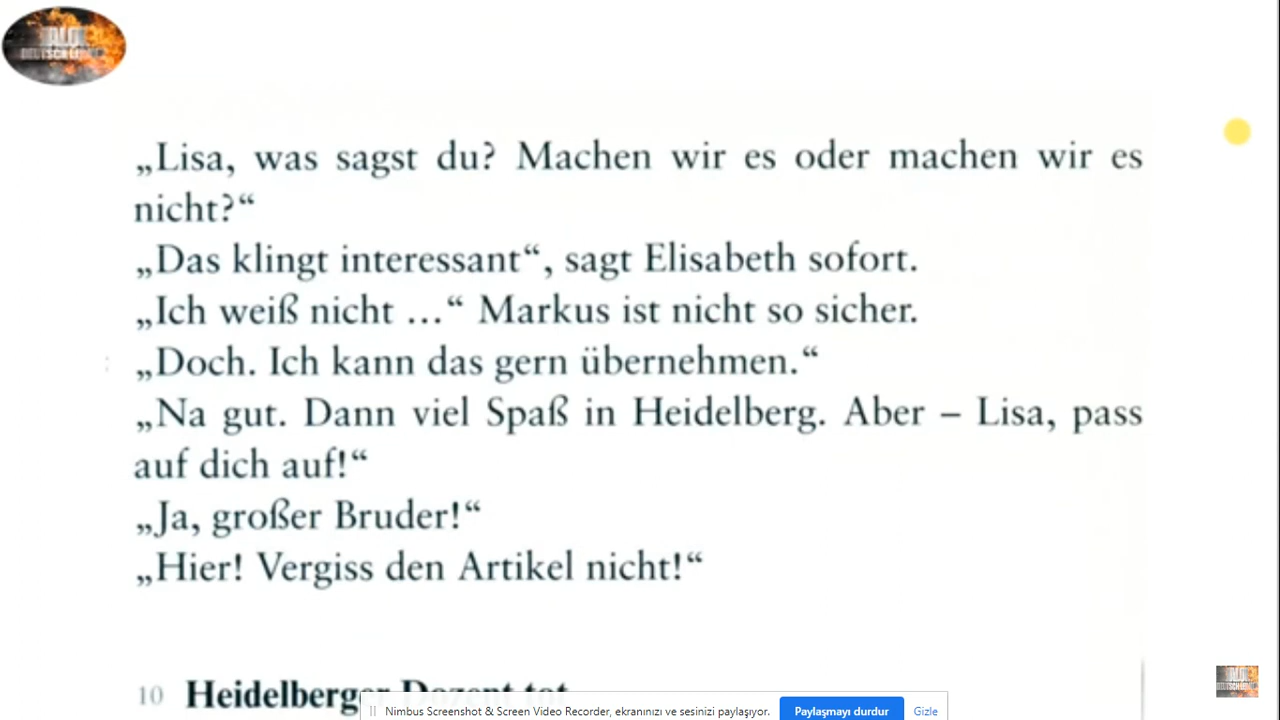 „Lisa, was sagst du? Machen wir es oder machen wir es
nicht?“
„Das klingt interessant“, sagt Elisabeth sofort.
„Ich weiß nicht …“ Markus ist nicht so sicher.
„Doch. Ich kann das gern übernehmen.“
„Na gut. Dann viel Spaß in Heidelberg. Aber – Lisa, pass
auf dich auf!“
„Ja, großer Bruder!“
„Hier! Vergiss den Artikel nicht!“
10 Heidelberger Dozent tot
Nimbus Screenshot & Screen Video Recorder, ekranınızı ve sesinizi paylaşıyor. Paylaşmayı durdur Gizle